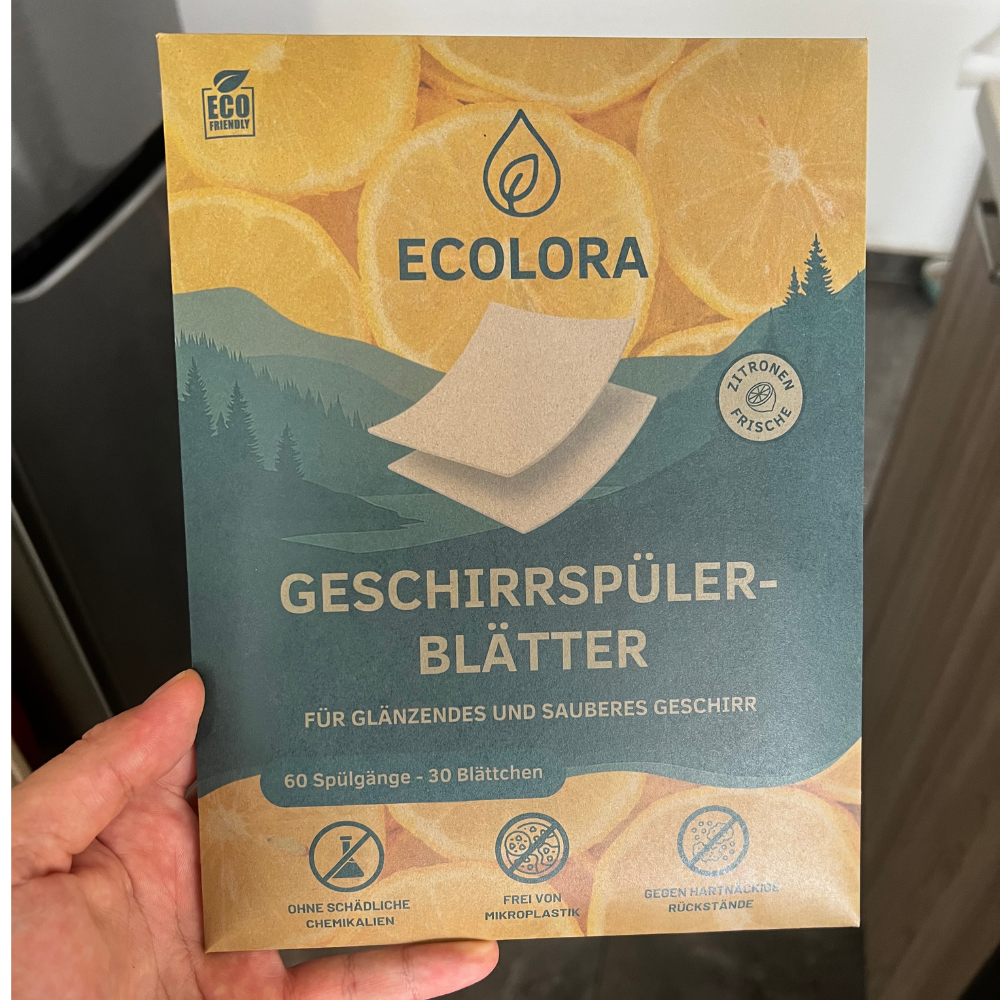 ECO
FRIENDLY
ECOLORA
ZITRONEN
FRISCHE
GESCHIRRSPÜLER-
BLÄTTER
FÜR GLÄNZENDES UND SAUBERES GESCHIRR
60 Spülgänge - 30 Blättchen
OHNE SCHÄDLICHE
CHEMIKALIEN
FREI VON
MIKROPLASTIK
GEGEN HARTNÄCKIGE
RÜCKSTÄNDE